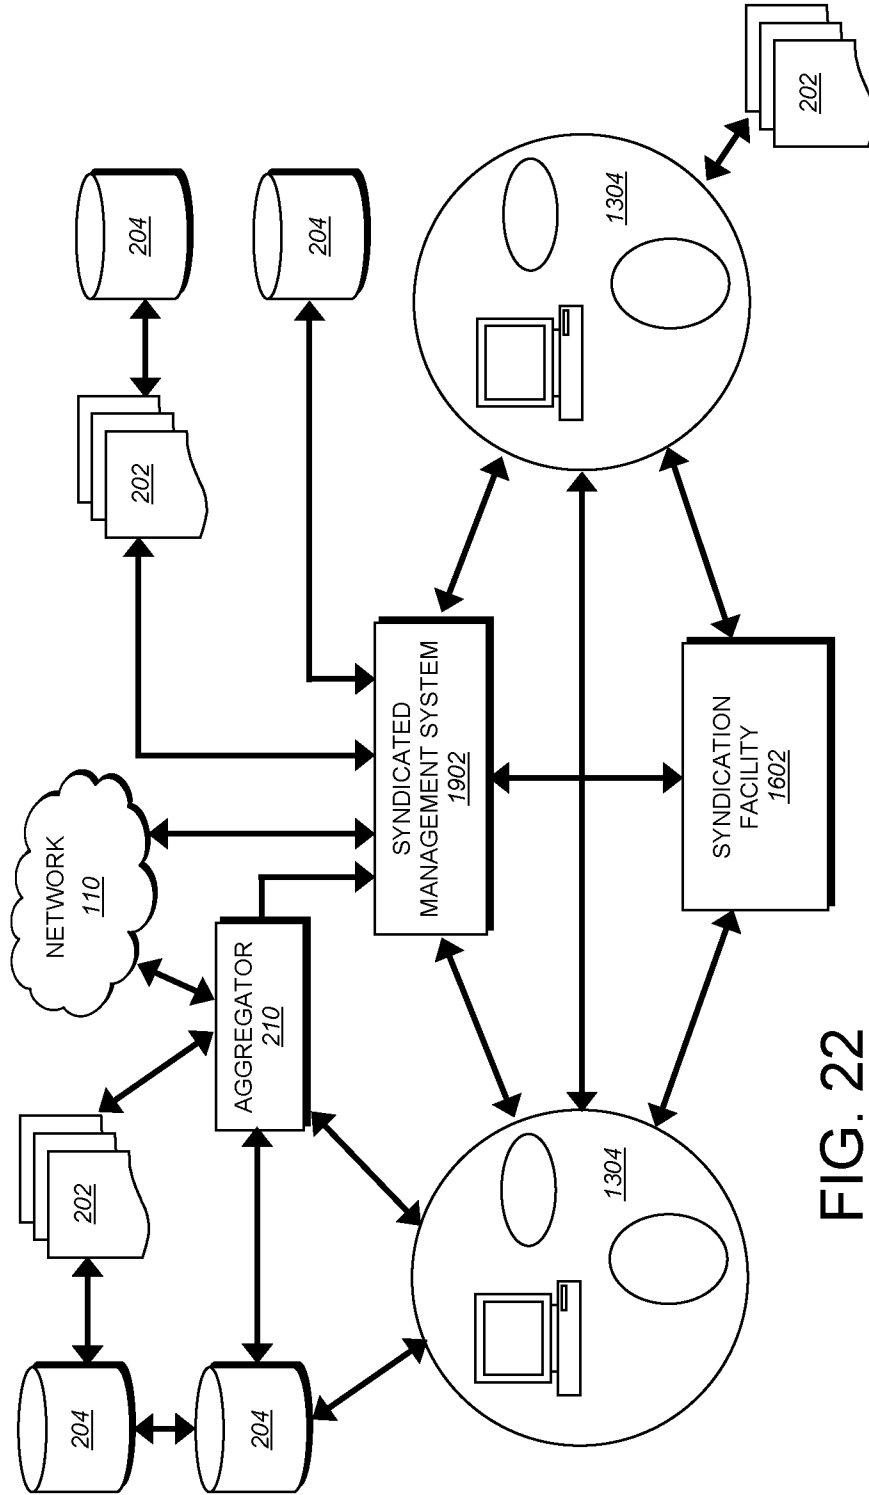 204
202
NETWORK
110
202
204
204
AGGREGATOR
210
204
SYNDICATED
MANAGEMENT SYSTEM
1902
1304
1304
SYNDICATION
FACILITY
1602
202
FIG. 22